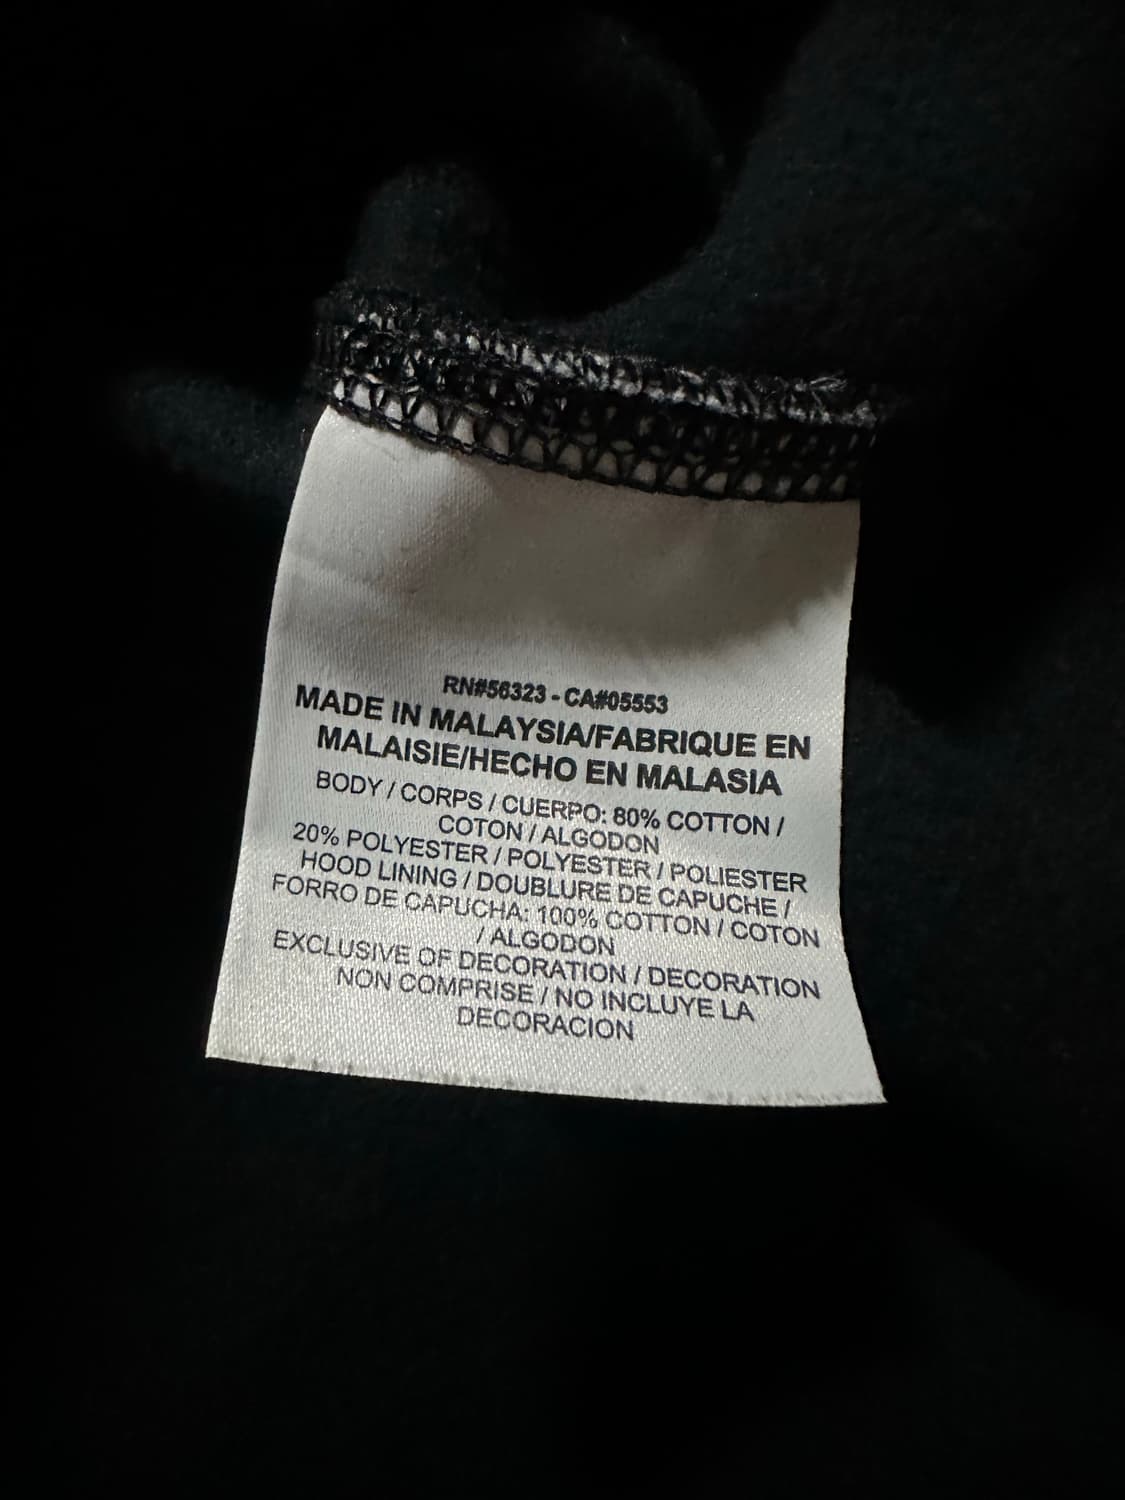 RN#56323 - CA#05553
MADE IN MALAYSIA/FABRIQUE EN
MALAISIE/HECHO EN MALASIA
BODY / CORPS / CUERPO: 80% COTTON /
COTON / ALGODON
20% POLYESTER / POLYESTER / POLIESTER
HOOD LINING / DOUBLURE DE CAPUCHE /
FORRO DE CAPUCHA: 100% COTTON / COTON
/ ALGODON
EXCLUSIVE OF DECORATION / DECORATION
NON COMPRISE / NO INCLUYE LA
DECORACION